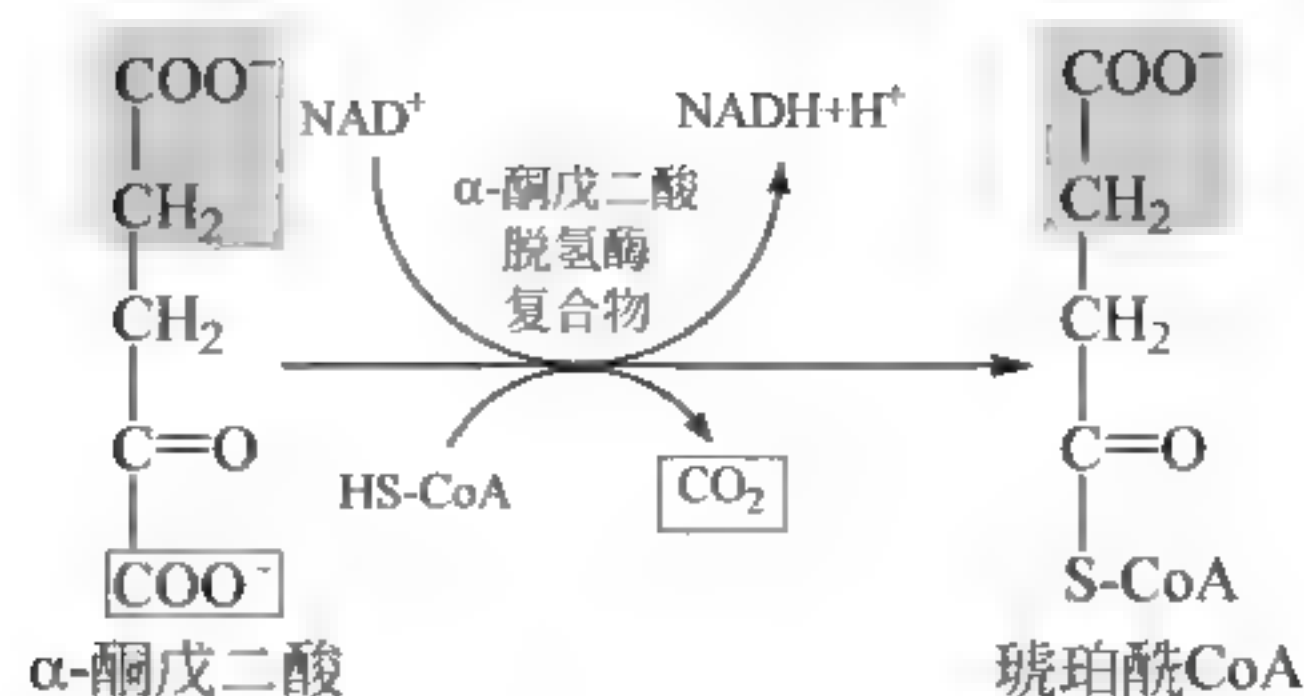 COO⁻
CH₂
CH₂
C=O
COO⁻
α-酮戊二酸
NAD⁺
NADH+H⁺
α-酮戊二酸
脱氢酶
复合物
HS-CoA
CO₂⁻
COO⁻
CH₂
CH₂
C=O
S-CoA
琥珀酰CoA